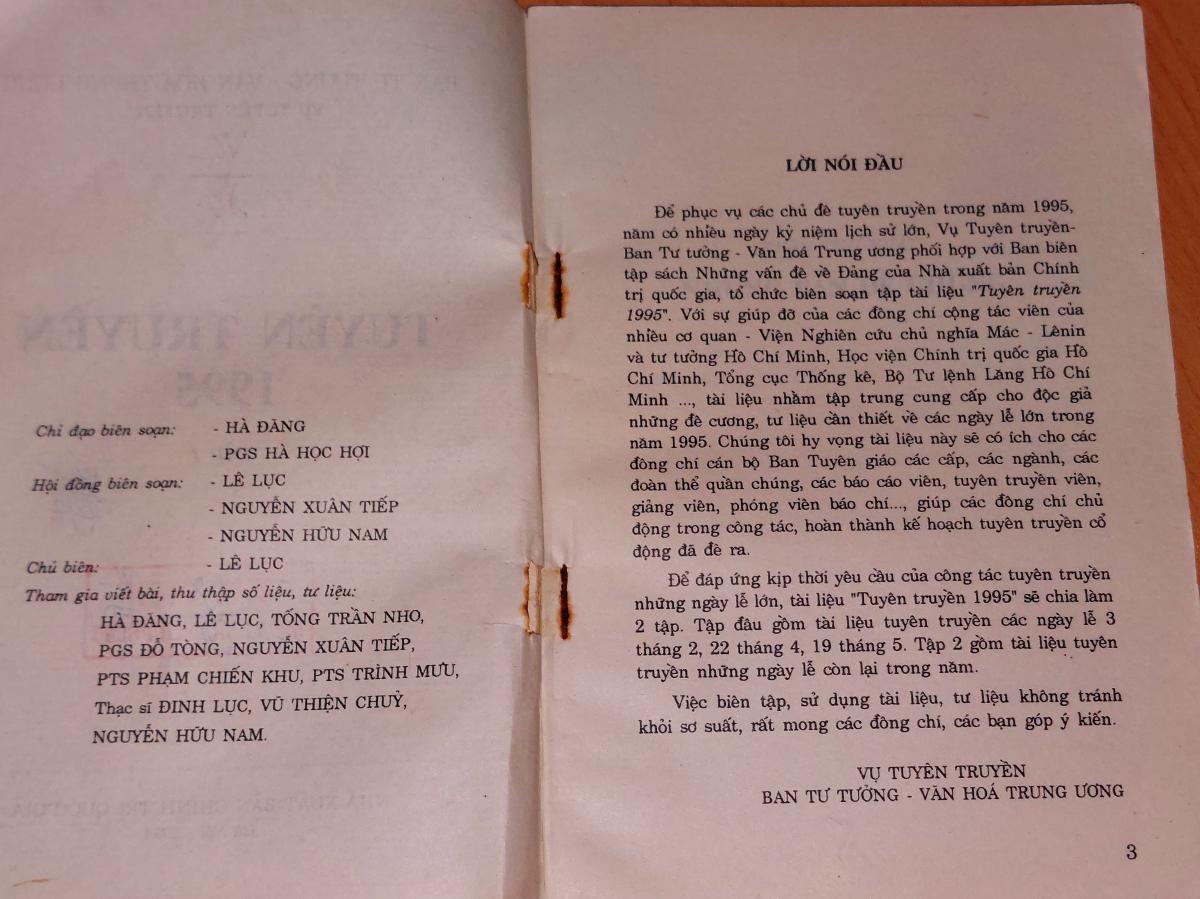 Chỉ đạo biên soạn: - HÀ ĐĂNG
- PGS HÀ HỌC HỢI
Hội đồng biên soạn: - LÊ LỤC
- NGUYỄN XUÂN TIẾP
- NGUYỄN HỮU NAM
Chủ biên: - LÊ LỤC
Tham gia viết bài, thu thập số liệu, tư liệu:
HÀ ĐĂNG, LÊ LỤC, TỐNG TRẦN NHO,
PGS ĐỖ TÒNG, NGUYỄN XUÂN TIẾP,
PTS PHẠM CHIẾN KHU, PTS TRÌNH MƯU,
Thạc sĩ ĐINH LỤC, VŨ THIỆN CHUỶ,
NGUYỄN HỮU NAM.
LỜI NÓI ĐẦU
Để phục vụ các chủ đề tuyên truyền trong năm 1995,
năm có nhiều ngày kỷ niệm lịch sử lớn, Vụ Tuyên truyền-
Ban Tư tưởng - Văn hoá Trung ương phối hợp với Ban biên
tập sách Những vấn đề về Đảng của Nhà xuất bản Chính
trị quốc gia, tổ chức biên soạn tập tài liệu "Tuyên truyền
1995". Với sự giúp đỡ của các đồng chí cộng tác viên của
nhiều cơ quan - Viện Nghiên cứu chủ nghĩa Mác - Lênin
và tư tưởng Hồ Chí Minh, Học viện Chính trị quốc gia Hồ
Chí Minh, Tổng cục Thống kê, Bộ Tư lệnh Lăng Hồ Chí
Minh ..., tài liệu nhằm tập trung cung cấp cho độc giả
những đề cương, tư liệu cần thiết về các ngày lễ lớn trong
năm 1995. Chúng tôi hy vọng tài liệu này sẽ có ích cho các
đồng chí cán bộ Ban Tuyên giáo các cấp, các ngành, các
đoàn thể quần chúng, các báo cáo viên, tuyên truyền viên,
giảng viên, phóng viên báo chí..., giúp các đồng chí chủ
động trong công tác, hoàn thành kế hoạch tuyên truyền cổ
động đã đề ra.
Để đáp ứng kịp thời yêu cầu của công tác tuyên truyền
những ngày lễ lớn, tài liệu "Tuyên truyền 1995" sẽ chia làm
2 tập. Tập đầu gồm tài liệu tuyên truyền các ngày lễ 3
tháng 2, 22 tháng 4, 19 tháng 5. Tập 2 gồm tài liệu tuyên
truyền những ngày lễ còn lại trong năm.
Việc biên tập, sử dụng tài liệu, tư liệu không tránh
khỏi sơ suất, rất mong các đồng chí, các bạn góp ý kiến.
VỤ TUYÊN TRUYỀN
BAN TƯ TƯỞNG - VĂN HOÁ TRUNG ƯƠNG
3